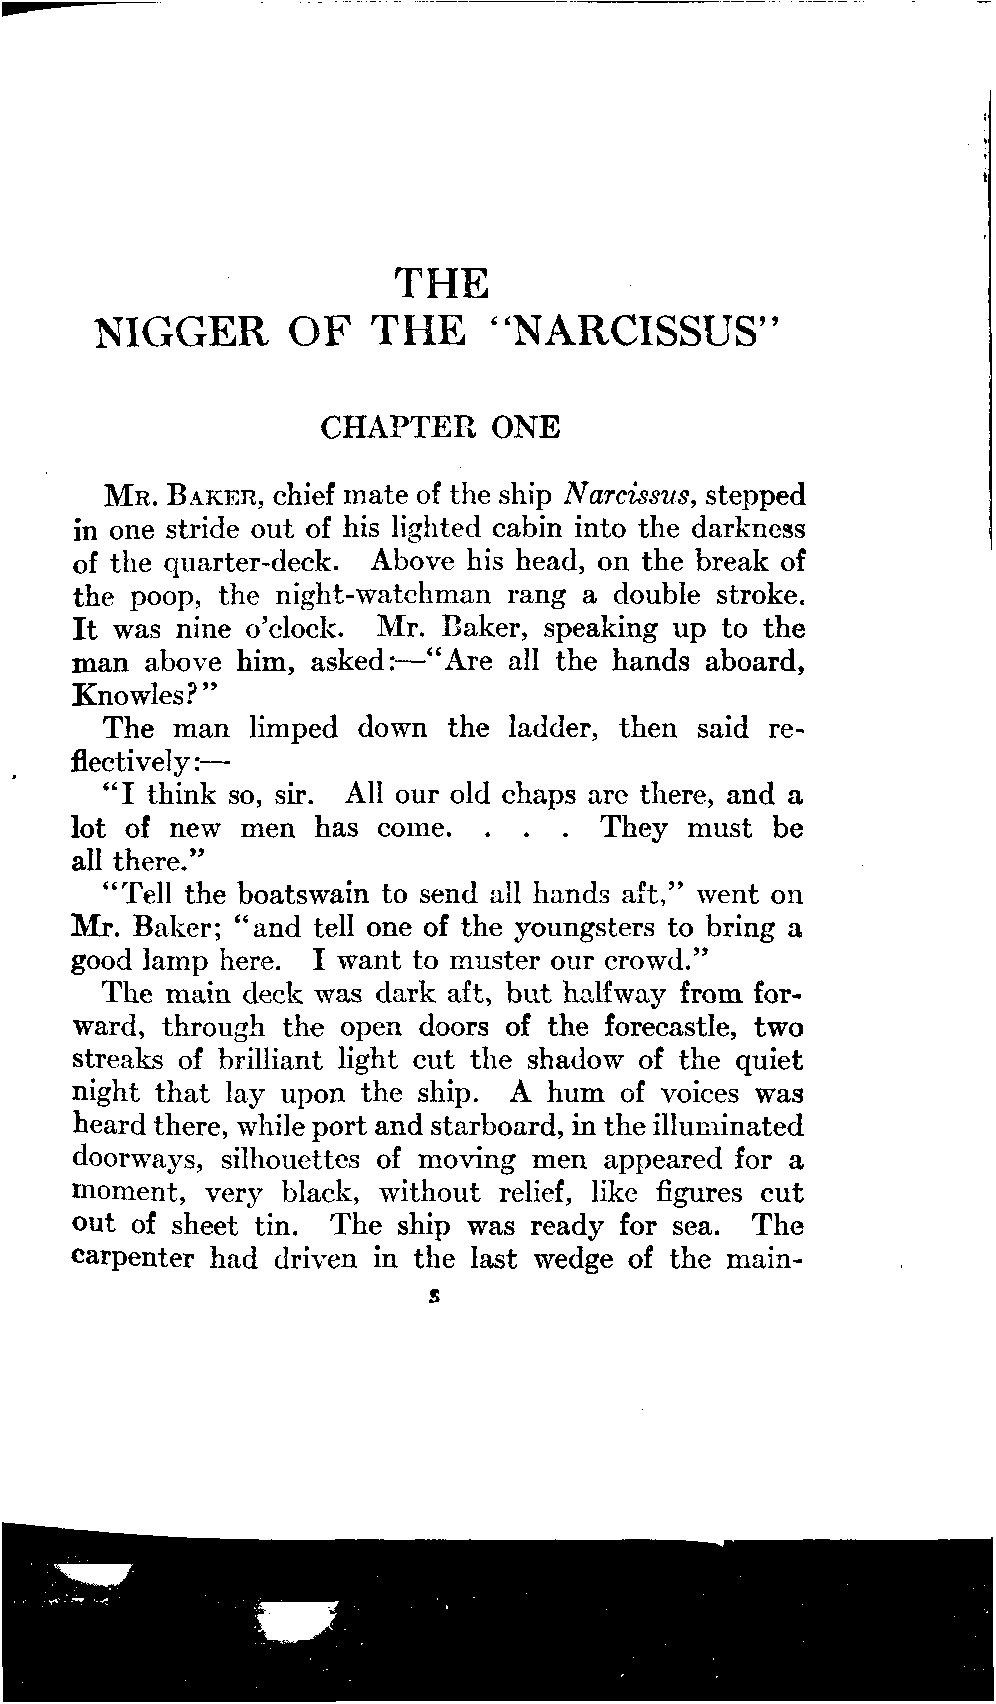 THE
NIGGER OF THE "NARCISSUS"
CHAPTER ONE
MR. BAKER, chief mate of the ship Narcissus, stepped
in one stride out of his lighted cabin into the darkness
of the quarter-deck. Above his head, on the break of
the poop, the night-watchman rang a double stroke.
It was nine o'clock. Mr. Baker, speaking up to the
man above him, asked:—"Are all the hands aboard,
Knowles?"
The man limped down the ladder, then said re-
flectively:—
"I think so, sir. All our old chaps are there, and a
lot of new men has come. . . . They must be
all there."
"Tell the boatswain to send all hands aft," went on
Mr. Baker; "and tell one of the youngsters to bring a
good lamp here. I want to muster our crowd."
The main deck was dark aft, but halfway from for-
ward, through the open doors of the forecastle, two
streaks of brilliant light cut the shadow of the quiet
night that lay upon the ship. A hum of voices was
heard there, while port and starboard, in the illuminated
doorways, silhouettes of moving men appeared for a
moment, very black, without relief, like figures cut
out of sheet tin. The ship was ready for sea. The
carpenter had driven in the last wedge of the main-